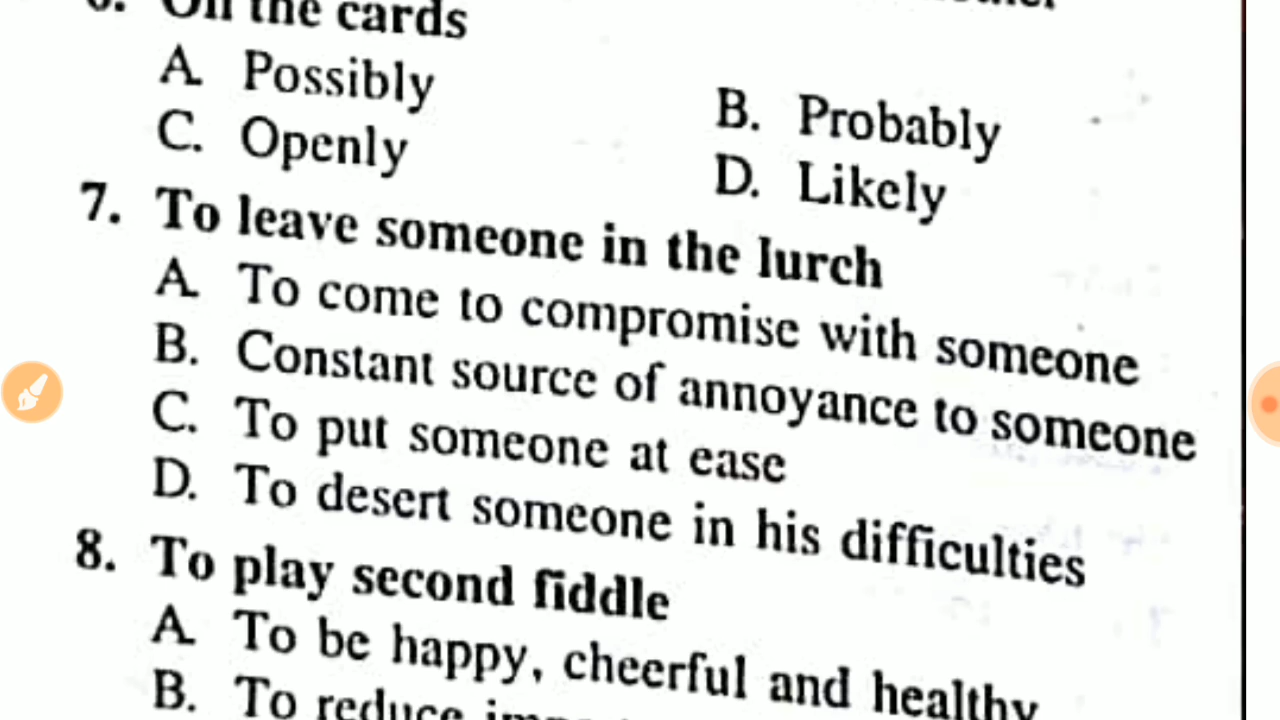 On the cards
A. Possibly
B. Probably
C. Openly
D. Likely
7. To leave someone in the lurch
A. To come to compromise with someone
B. Constant source of annoyance to someone
C. To put someone at ease
D. To desert someone in his difficulties
8. To play second fiddle
A. To be happy, cheerful and healthy
B. To reduce